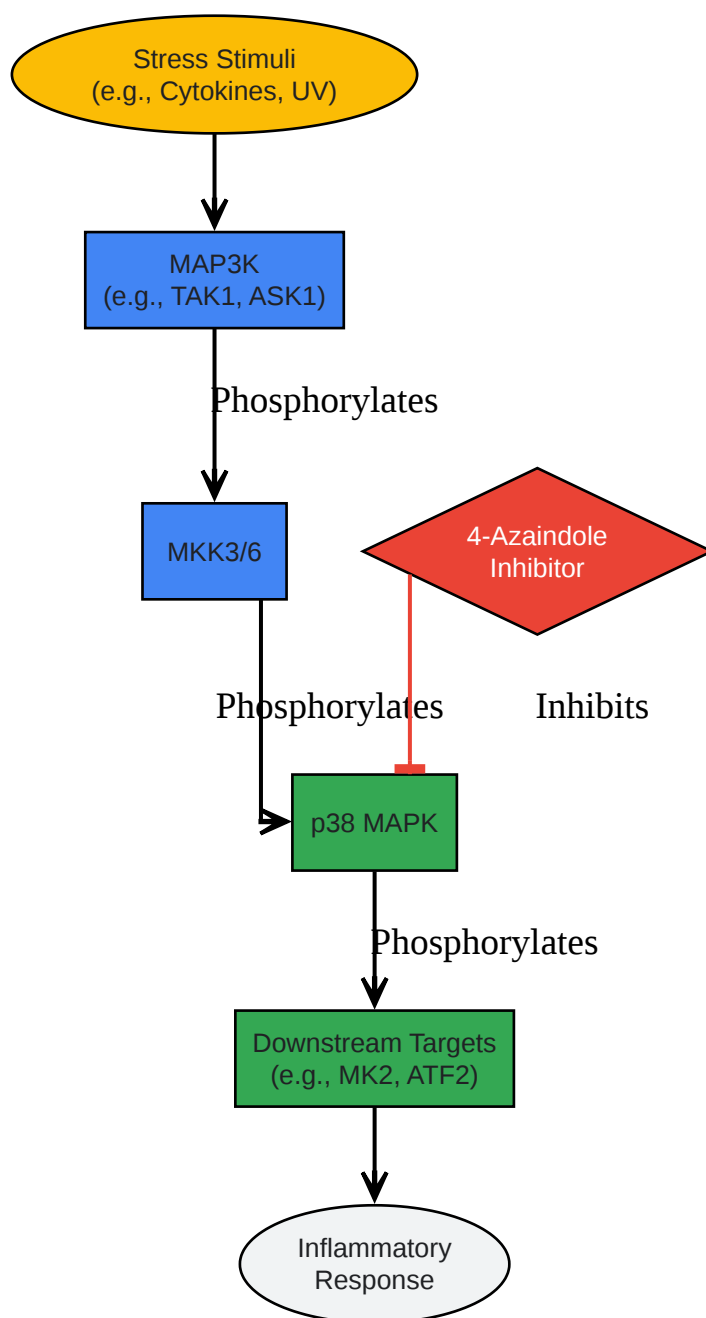 Stress Stimuli
(e.g., Cytokines, UV)
MAP3K
(e.g., TAK1, ASK1)
Phosphorylates
MKK3/6
4-Azaindole
Inhibitor
Phosphorylates
Inhibits
p38 MAPK
Phosphorylates
Downstream Targets
(e.g., MK2, ATF2)
Inflammatory
Response